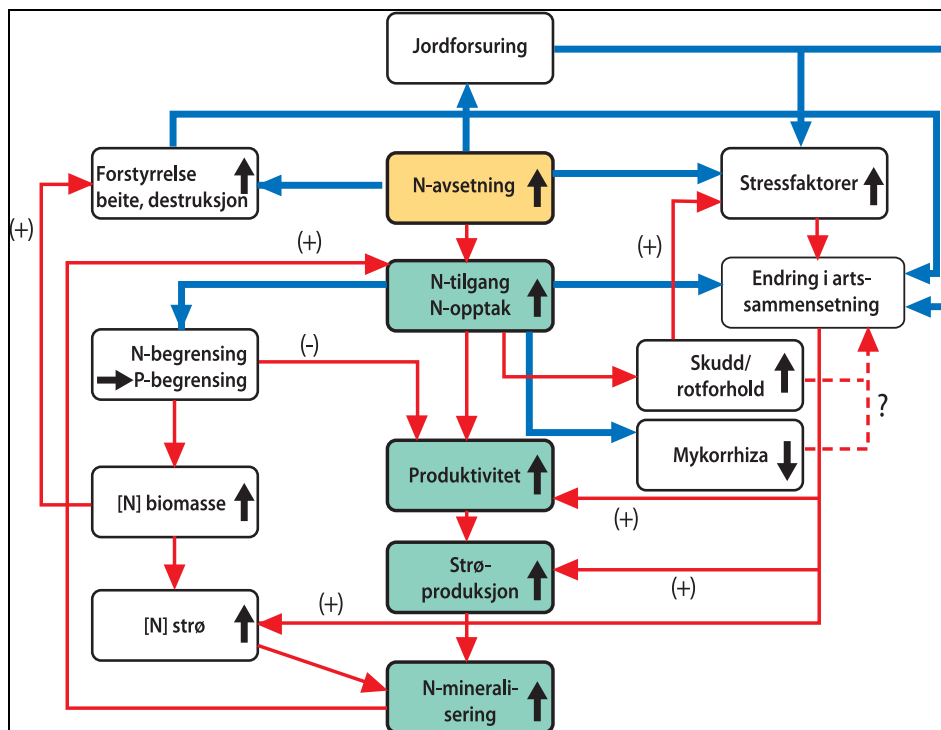 Jordforsuring
Forstyrrelse
beite, destruksjon
N-avsetning
Stressfaktorer
(+)
(+)
(+)
N-tilgang
N-opptak
Endring i arts-
sammensetning
N-begrensing
P-begrensing
(-)
Skudd/
rotforhold
?
Mykorrhiza
[N] biomasse
Produktivitet
(+)
Strø-
produksjon
(+)
[N] strø
(+)
N-minerali-
sering